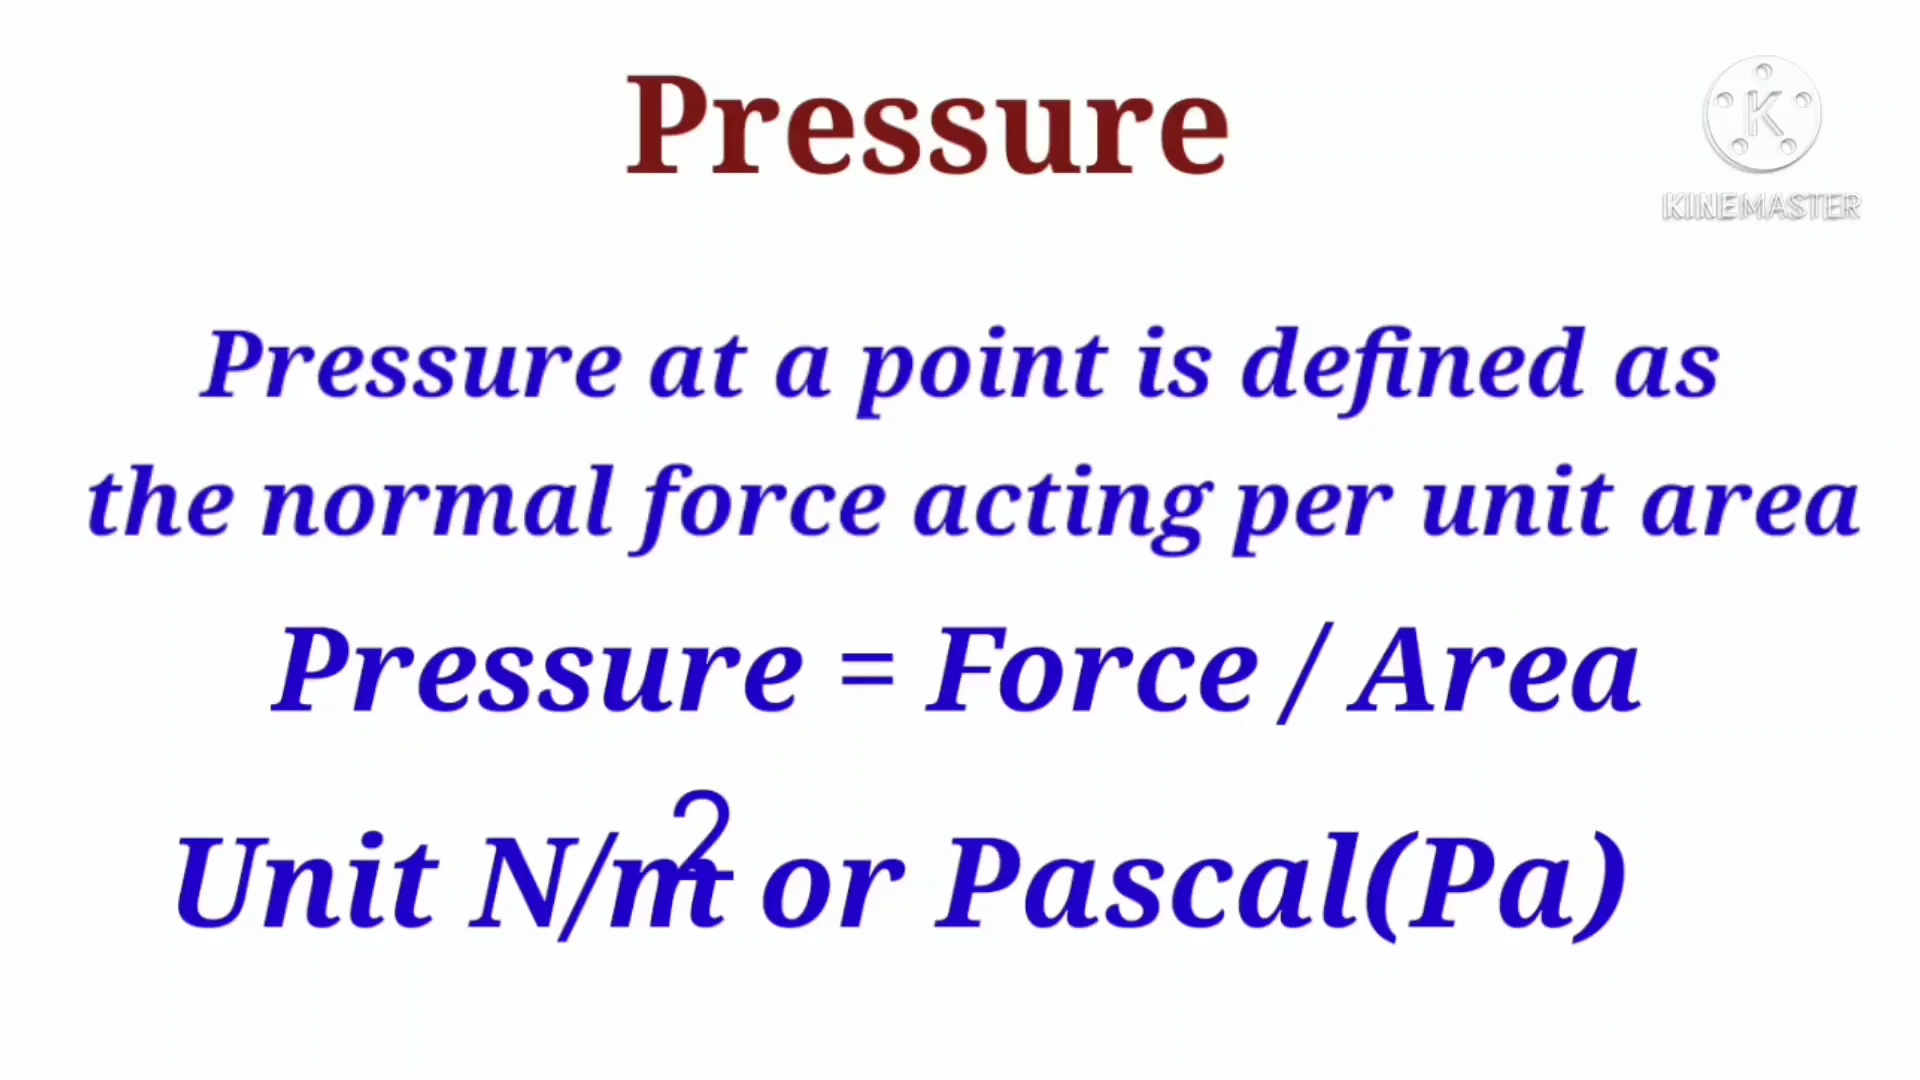 Pressure
K
KINEMASTER
Pressure at a point is defined as
the normal force acting per unit area
Pressure = Force / Area
Unit N/m² or Pascal(Pa)